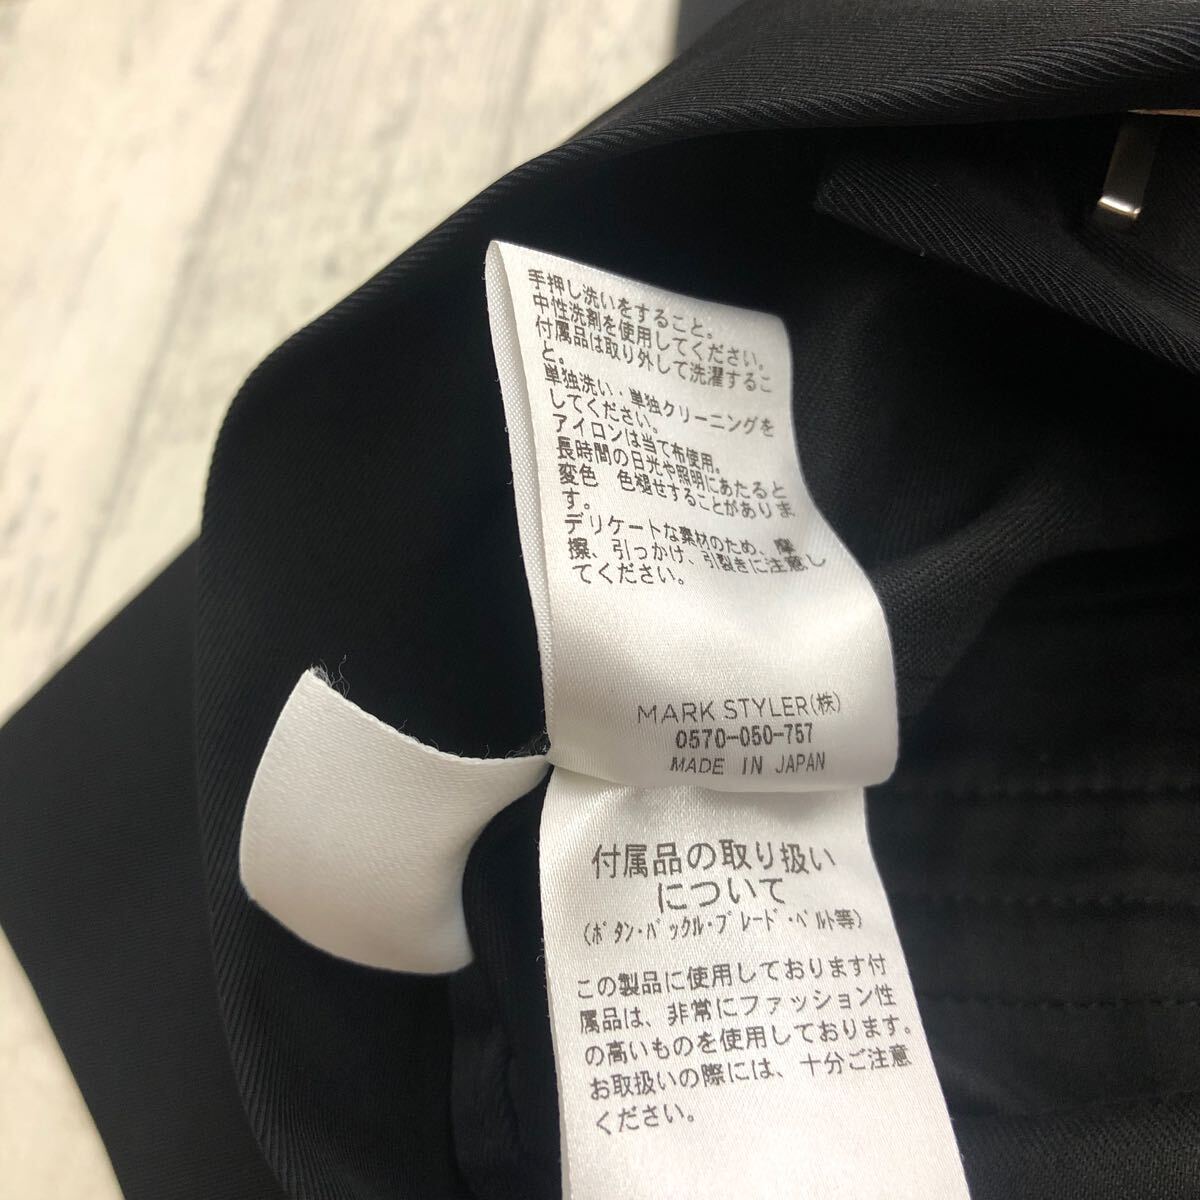 手押し洗いをすること。
中性洗剤を使用してください。
付属品は取り外して洗濯するこ
と。
単独洗い・単独クリーニングを
してください。
アイロンは当て布使用。
長時間の日光や照明にあたると
変色　色褪せすることがありま
す。
デリケートな素材のため、摩
擦、引っかけ、引裂きに注意し
てください。
MARK STYLER(株)
0570-050-757
MADE IN JAPAN
付属品の取り扱い
について
(ボタン・バックル・ブレード・ベルト等)
この製品に使用しております付
属品は、非常にファッション性
の高いものを使用しております。
お取扱いの際には、十分ご注意
ください。